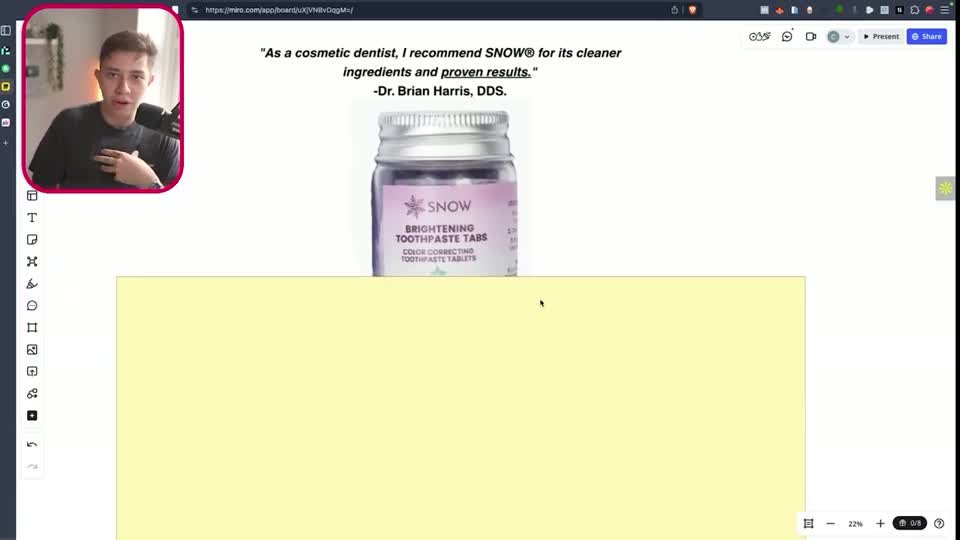 https://miro.com/app/board/uXjVNBvDqgM=/
"As a cosmetic dentist, I recommend SNOW® for its cleaner
ingredients and proven results."
-Dr. Brian Harris, DDS.
SNOW
BRIGHTENING
TOOTHPASTE TABS
COLOR CORRECTING
TOOTHPASTE TABLETS
C
Present
Share
22%
0/8